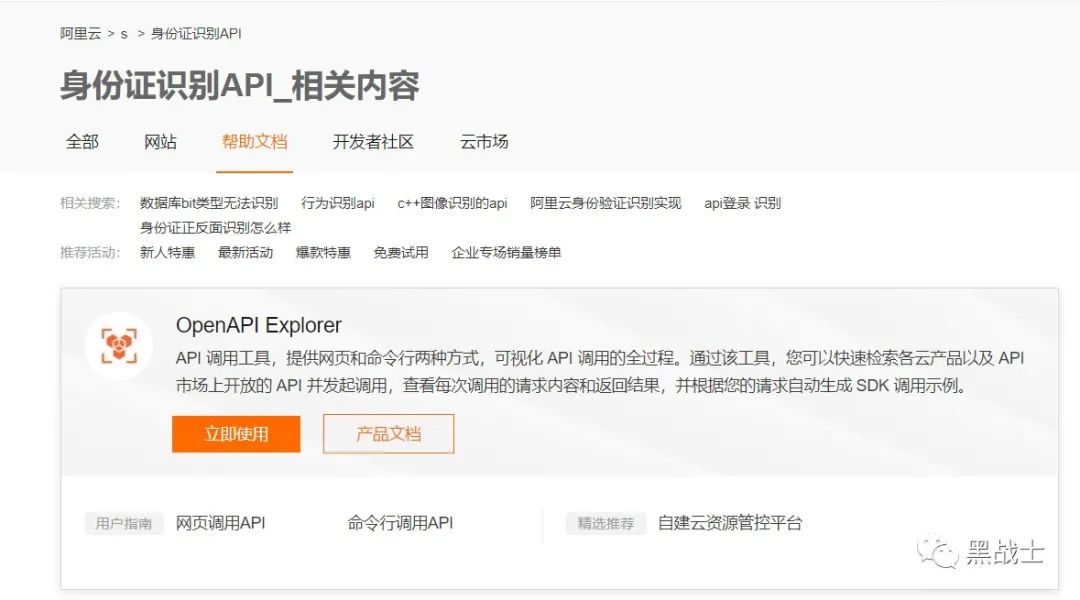 阿里云 > s > 身份证识别API
身份证识别API_相关内容
全部 网站 帮助文档 开发者社区 云市场
相关搜索： 数据库bit类型无法识别 行为识别api c++图像识别的api 阿里云身份验证识别实现 api登录 识别
身份证正反面识别怎么样
推荐活动： 新人特惠 最新活动 爆款特惠 免费试用 企业专场销量榜单
OpenAPI Explorer
API 调用工具，提供网页和命令行两种方式，可视化 API 调用的全过程。通过该工具，您可以快速检索各云产品以及 API
市场上开放的 API 并发起调用，查看每次调用的请求内容和返回结果，并根据您的请求自动生成 SDK 调用示例。
立即使用 产品文档
用户指南 网页调用API 命令行调用API 精选推荐 自建云资源管控平台
黑战士